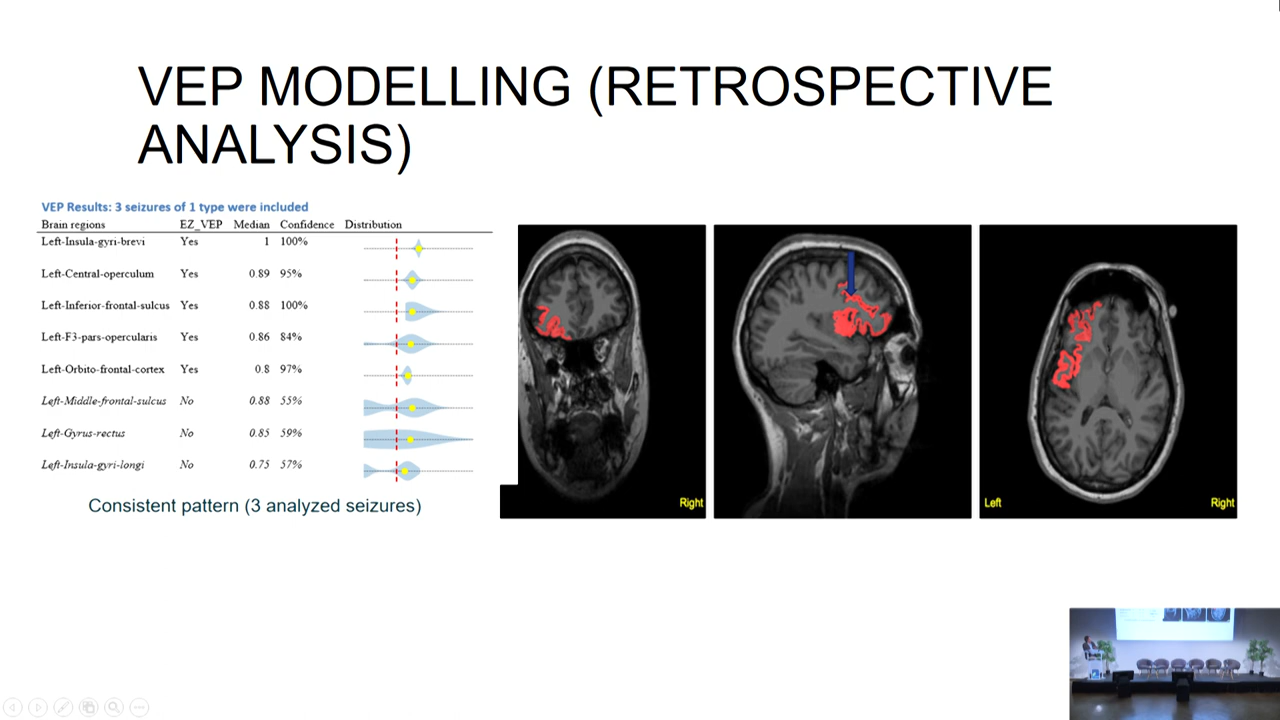 VEP MODELLING (RETROSPECTIVE
ANALYSIS)
VEP Results: 3 seizures of 1 type were included
Brain regions EZ_VEP Median Confidence Distribution
Left-Insula-gyri-brevi Yes 1 100%
Left-Central-operculum Yes 0.89 95%
Left-Inferior-frontal-sulcus Yes 0.88 100%
Left-F3-pars-opercularis Yes 0.86 84%
Left-Orbito-frontal-cortex Yes 0.8 97%
Left-Middle-frontal-sulcus No 0.88 55%
Left-Gyrus-rectus No 0.85 59%
Left-Insula-gyri-longi No 0.75 57%
Consistent pattern (3 analyzed seizures)
Right
Left Right